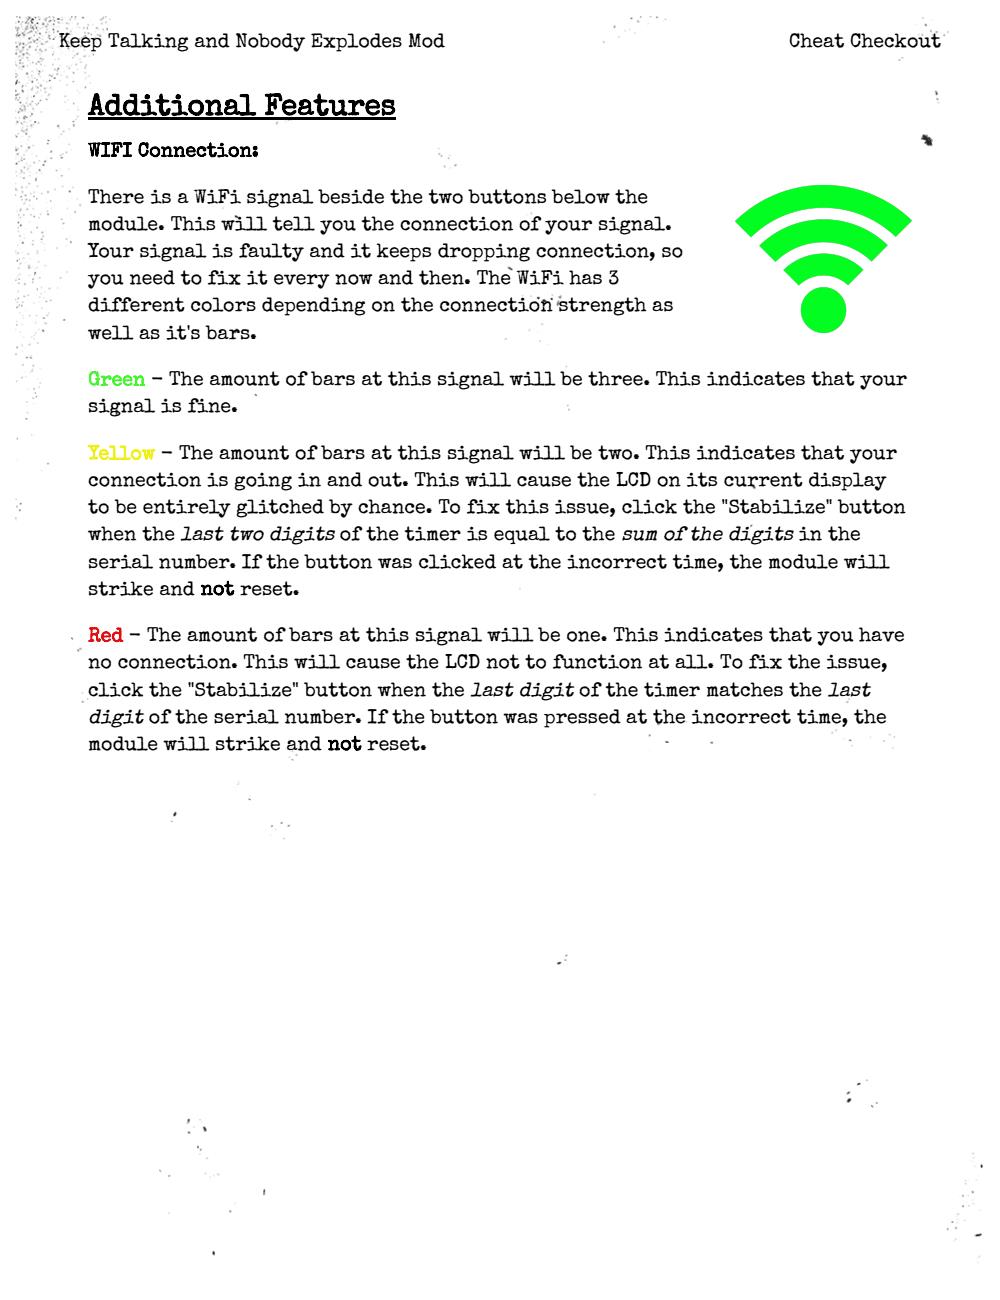 Keep Talking and Nobody Explodes Mod
Cheat Checkout
Additional Features
WIFI Connection:
There is a WiFi signal beside the two buttons below the
module. This will tell you the connection of your signal.
Your signal is faulty and it keeps dropping connection, so
you need to fix it every now and then. The WiFi has 3
different colors depending on the connection strength as
well as it's bars.
Green - The amount of bars at this signal will be three. This indicates that your
signal is fine.
Yellow - The amount of bars at this signal will be two. This indicates that your
connection is going in and out. This will cause the LCD on its current display
to be entirely glitched by chance. To fix this issue, click the "Stabilize" button
when the last two digits of the timer is equal to the sum of the digits in the
serial number. If the button was clicked at the incorrect time, the module will
strike and not reset.
Red - The amount of bars at this signal will be one. This indicates that you have
no connection. This will cause the LCD not to function at all. To fix the issue,
click the "Stabilize" button when the last digit of the timer matches the last
digit of the serial number. If the button was pressed at the incorrect time, the
module will strike and not reset.